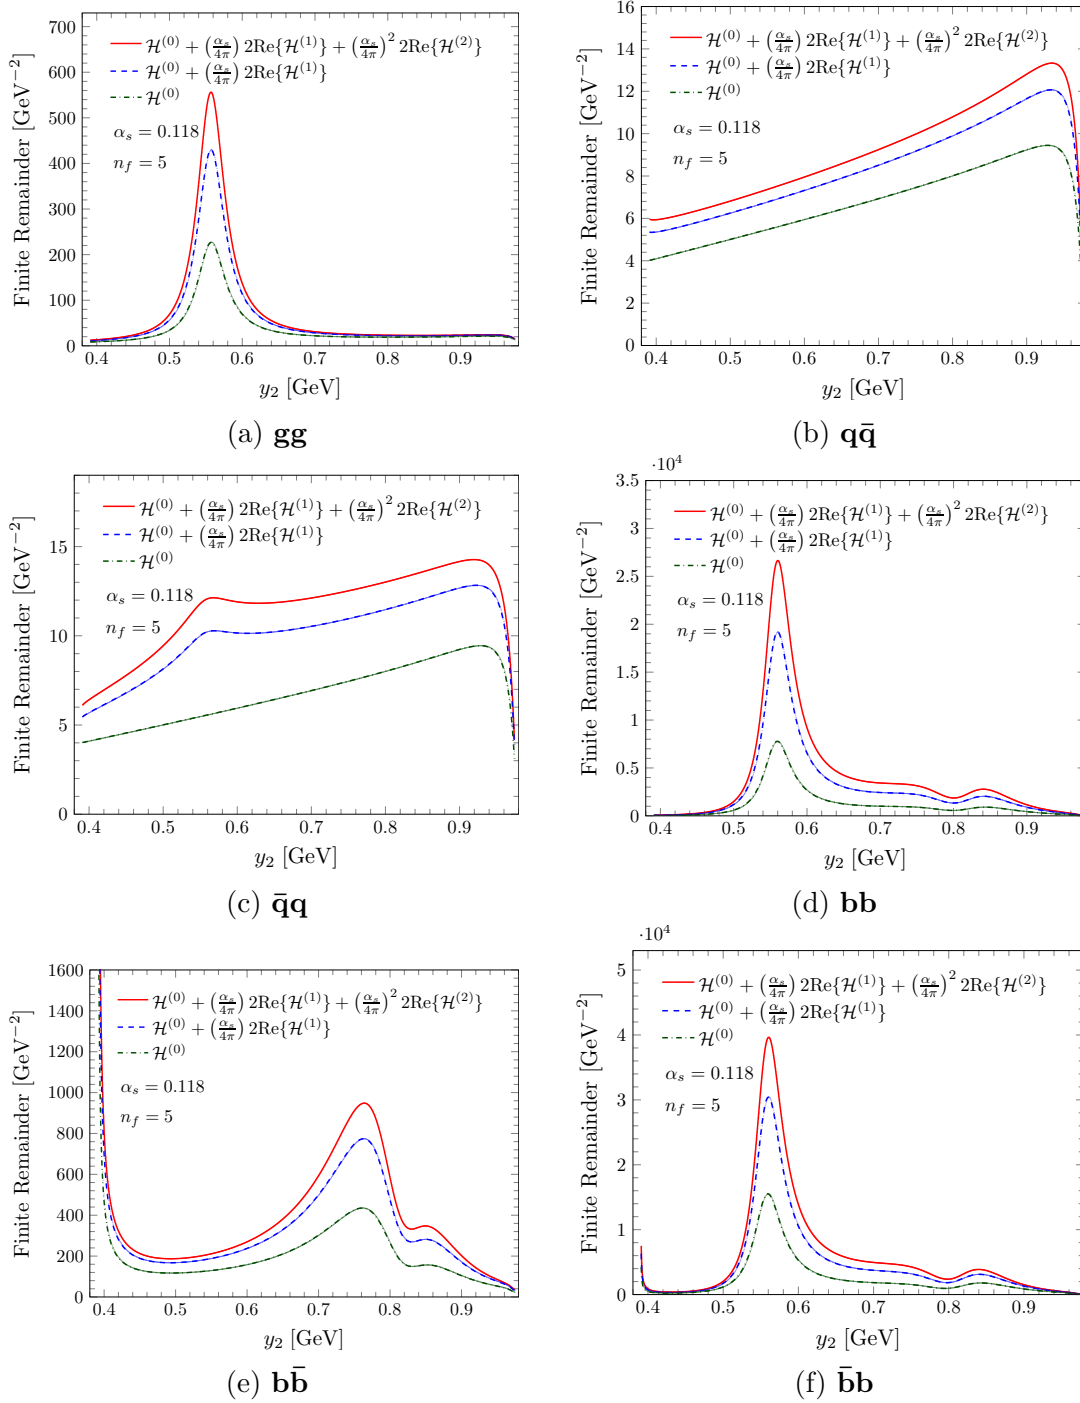 700
600
500
400
300
200
100
0
Finite Remainder [GeV⁻²]
ℋ⁽⁰⁾ + (αₛ/4π) 2Re{ℋ⁽¹⁾} + (αₛ/4π)² 2Re{ℋ⁽²⁾}
ℋ⁽⁰⁾ + (αₛ/4π) 2Re{ℋ⁽¹⁾}
ℋ⁽⁰⁾
αₛ = 0.118
n_f = 5
0.4 0.5 0.6 0.7 0.8 0.9
y₂ [GeV]
(a) gg
16
14
12
10
8
6
4
2
0
Finite Remainder [GeV⁻²]
ℋ⁽⁰⁾ + (αₛ/4π) 2Re{ℋ⁽¹⁾} + (αₛ/4π)² 2Re{ℋ⁽²⁾}
ℋ⁽⁰⁾ + (αₛ/4π) 2Re{ℋ⁽¹⁾}
ℋ⁽⁰⁾
αₛ = 0.118
n_f = 5
0.4 0.5 0.6 0.7 0.8 0.9
y₂ [GeV]
(b) qq̄
15
10
5
0
Finite Remainder [GeV⁻²]
ℋ⁽⁰⁾ + (αₛ/4π) 2Re{ℋ⁽¹⁾} + (αₛ/4π)² 2Re{ℋ⁽²⁾}
ℋ⁽⁰⁾ + (αₛ/4π) 2Re{ℋ⁽¹⁾}
ℋ⁽⁰⁾
αₛ = 0.118
n_f = 5
0.4 0.5 0.6 0.7 0.8 0.9
y₂ [GeV]
(c) q̄q
·10⁴
3.5
3
2.5
2
1.5
1
0.5
0
Finite Remainder [GeV⁻²]
ℋ⁽⁰⁾ + (αₛ/4π) 2Re{ℋ⁽¹⁾} + (αₛ/4π)² 2Re{ℋ⁽²⁾}
ℋ⁽⁰⁾ + (αₛ/4π) 2Re{ℋ⁽¹⁾}
ℋ⁽⁰⁾
αₛ = 0.118
n_f = 5
0.4 0.5 0.6 0.7 0.8 0.9
y₂ [GeV]
(d) bb
1600
1400
1200
1000
800
600
400
200
0
Finite Remainder [GeV⁻²]
ℋ⁽⁰⁾ + (αₛ/4π) 2Re{ℋ⁽¹⁾} + (αₛ/4π)² 2Re{ℋ⁽²⁾}
ℋ⁽⁰⁾ + (αₛ/4π) 2Re{ℋ⁽¹⁾}
ℋ⁽⁰⁾
αₛ = 0.118
n_f = 5
0.4 0.5 0.6 0.7 0.8 0.9
y₂ [GeV]
(e) bb̄
·10⁴
5
4
3
2
1
0
Finite Remainder [GeV⁻²]
ℋ⁽⁰⁾ + (αₛ/4π) 2Re{ℋ⁽¹⁾} + (αₛ/4π)² 2Re{ℋ⁽²⁾}
ℋ⁽⁰⁾ + (αₛ/4π) 2Re{ℋ⁽¹⁾}
ℋ⁽⁰⁾
αₛ = 0.118
n_f = 5
0.4 0.5 0.6 0.7 0.8 0.9
y₂ [GeV]
(f) b̄b